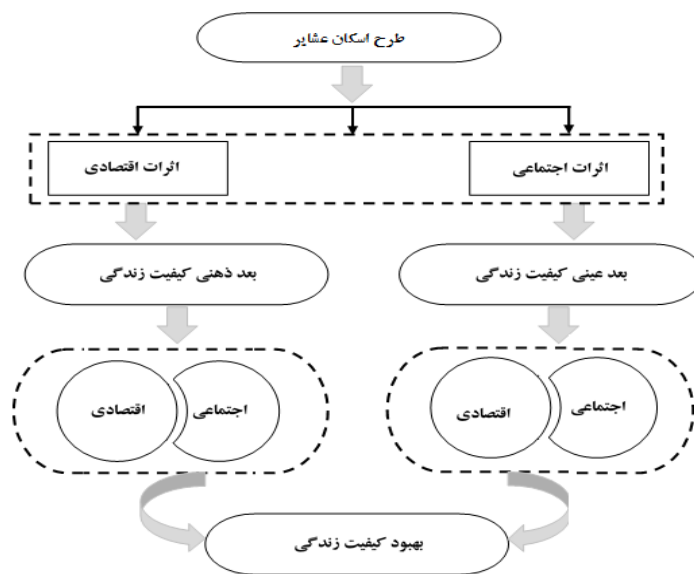 طرح اسکان عشایر
اثرات اجتماعی
اثرات اقتصادی
بعد عینی کیفیت زندگی
بعد ذهنی کیفیت زندگی
اجتماعی
اقتصادی
اجتماعی
اقتصادی
بهبود کیفیت زندگی